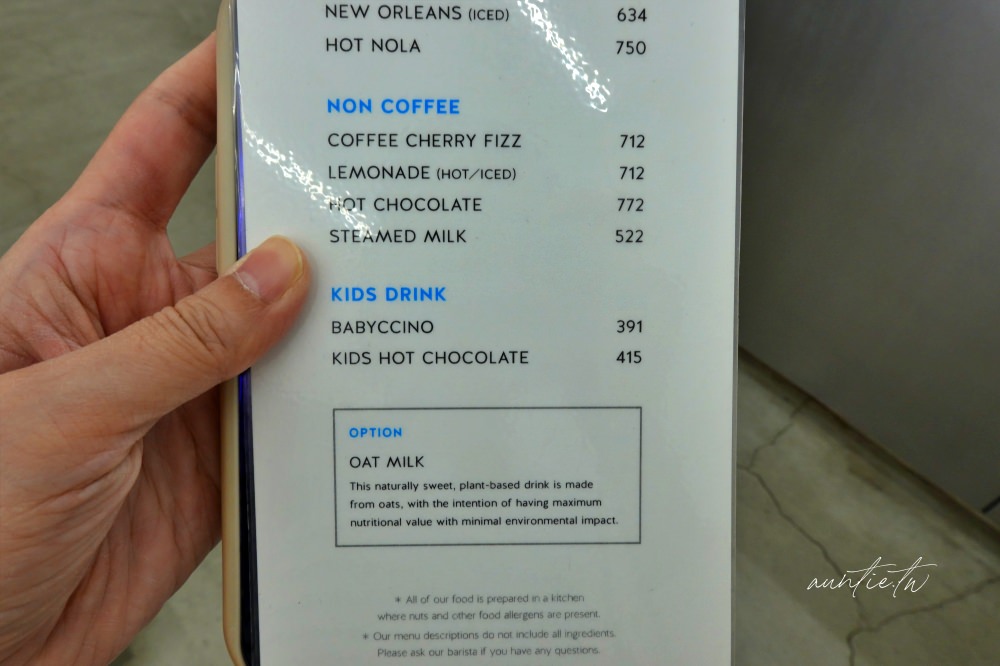 NEW ORLEANS (ICED) 634
HOT NOLA 750
NON COFFEE
COFFEE CHERRY FIZZ 712
LEMONADE (HOT/ICED) 712
HOT CHOCOLATE 772
STEAMED MILK 522
KIDS DRINK
BABYCCINO 391
KIDS HOT CHOCOLATE 415
OPTION
OAT MILK
This naturally sweet, plant-based drink is made
from oats, with the intention of having maximum
nutritional value with minimal environmental impact.
* All of our food is prepared in a kitchen
where nuts and other food allergens are present.
* Our menu descriptions do not include all ingredients.
Please ask our barista if you have any questions.
auntie.tw